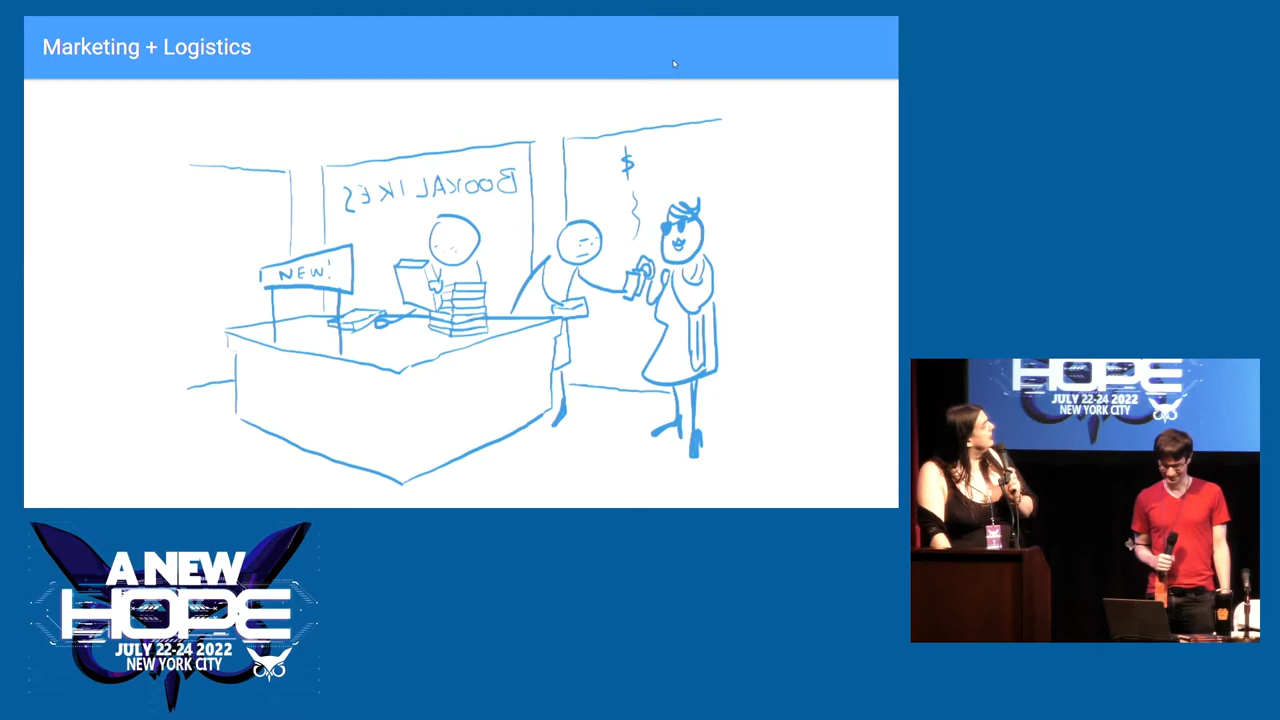 Marketing + Logistics
$
BOOKALIKES
NEW!
A NEW
HOPE
JULY 22-24 2022
NEW YORK CITY
HOPE
JULY 22-24 2022
NEW YORK CITY